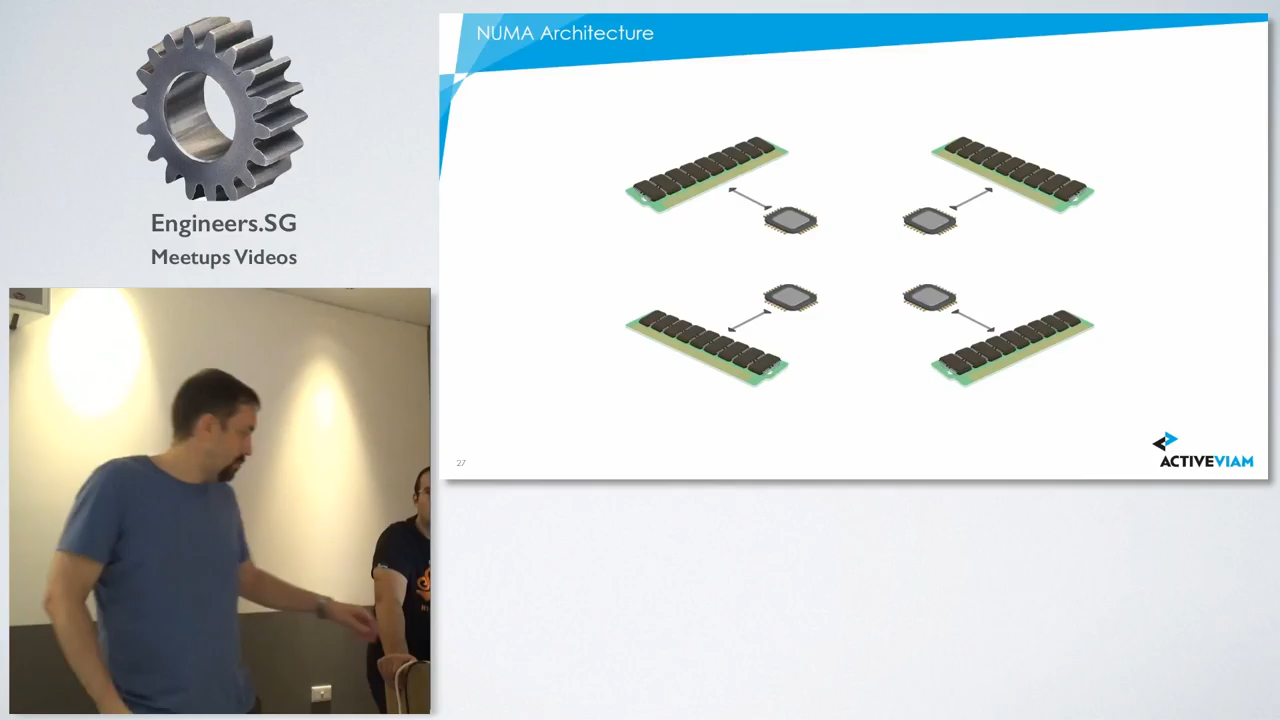 Engineers.SG
Meetups Videos
NUMA Architecture
27
ACTIVEVIAM